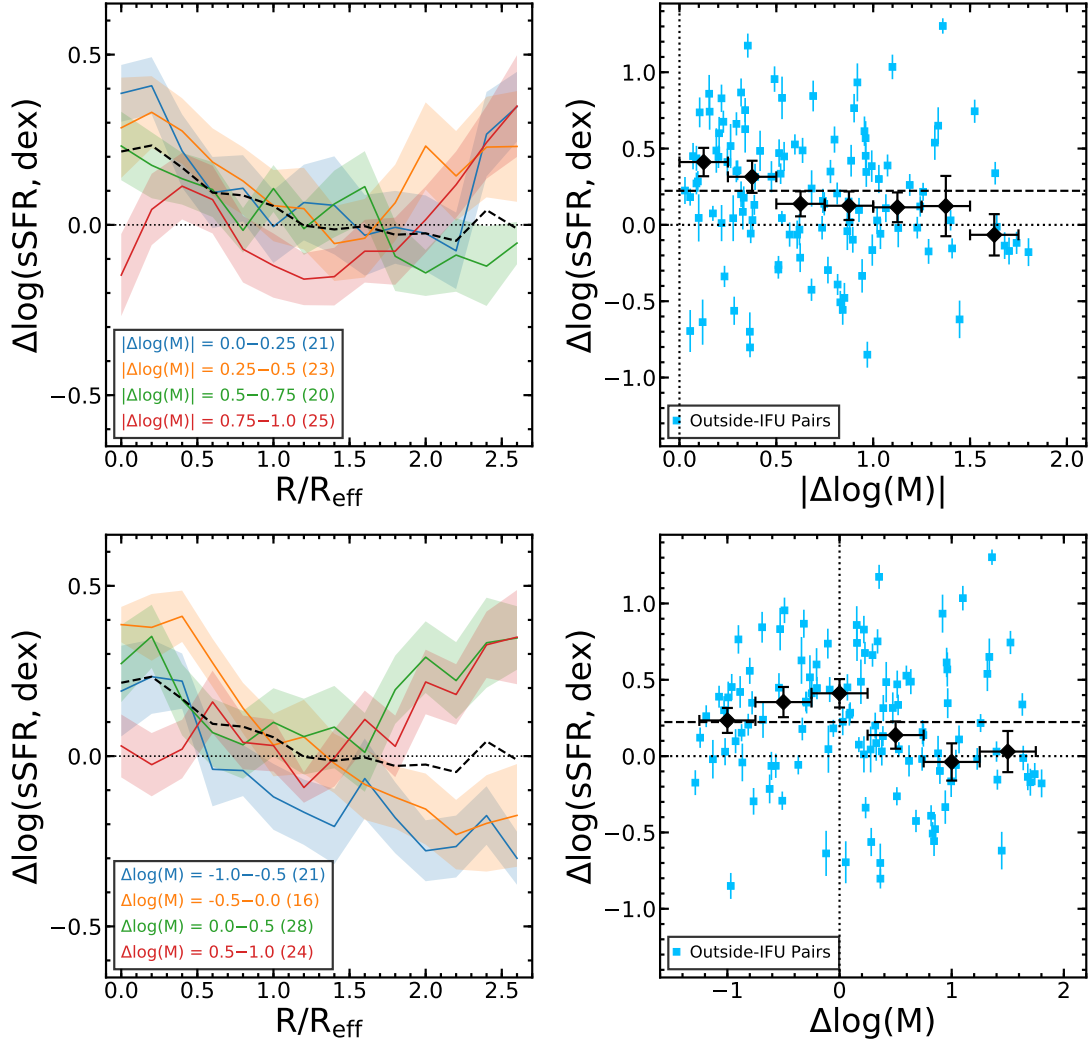 Δlog(sSFR, dex)
0.5
0.0
−0.5
|Δlog(M)| = 0.0−0.25 (21)
|Δlog(M)| = 0.25−0.5 (23)
|Δlog(M)| = 0.5−0.75 (20)
|Δlog(M)| = 0.75−1.0 (25)
0.0 0.5 1.0 1.5 2.0 2.5
R/Reff
Δlog(sSFR, dex)
1.0
0.5
0.0
−0.5
−1.0
Outside-IFU Pairs
0.0 0.5 1.0 1.5 2.0
|Δlog(M)|
Δlog(sSFR, dex)
0.5
0.0
−0.5
Δlog(M) = -1.0−-0.5 (21)
Δlog(M) = -0.5−0.0 (16)
Δlog(M) = 0.0−0.5 (28)
Δlog(M) = 0.5−1.0 (24)
0.0 0.5 1.0 1.5 2.0 2.5
R/Reff
Δlog(sSFR, dex)
1.0
0.5
0.0
−0.5
−1.0
Outside-IFU Pairs
−1 0 1 2
Δlog(M)